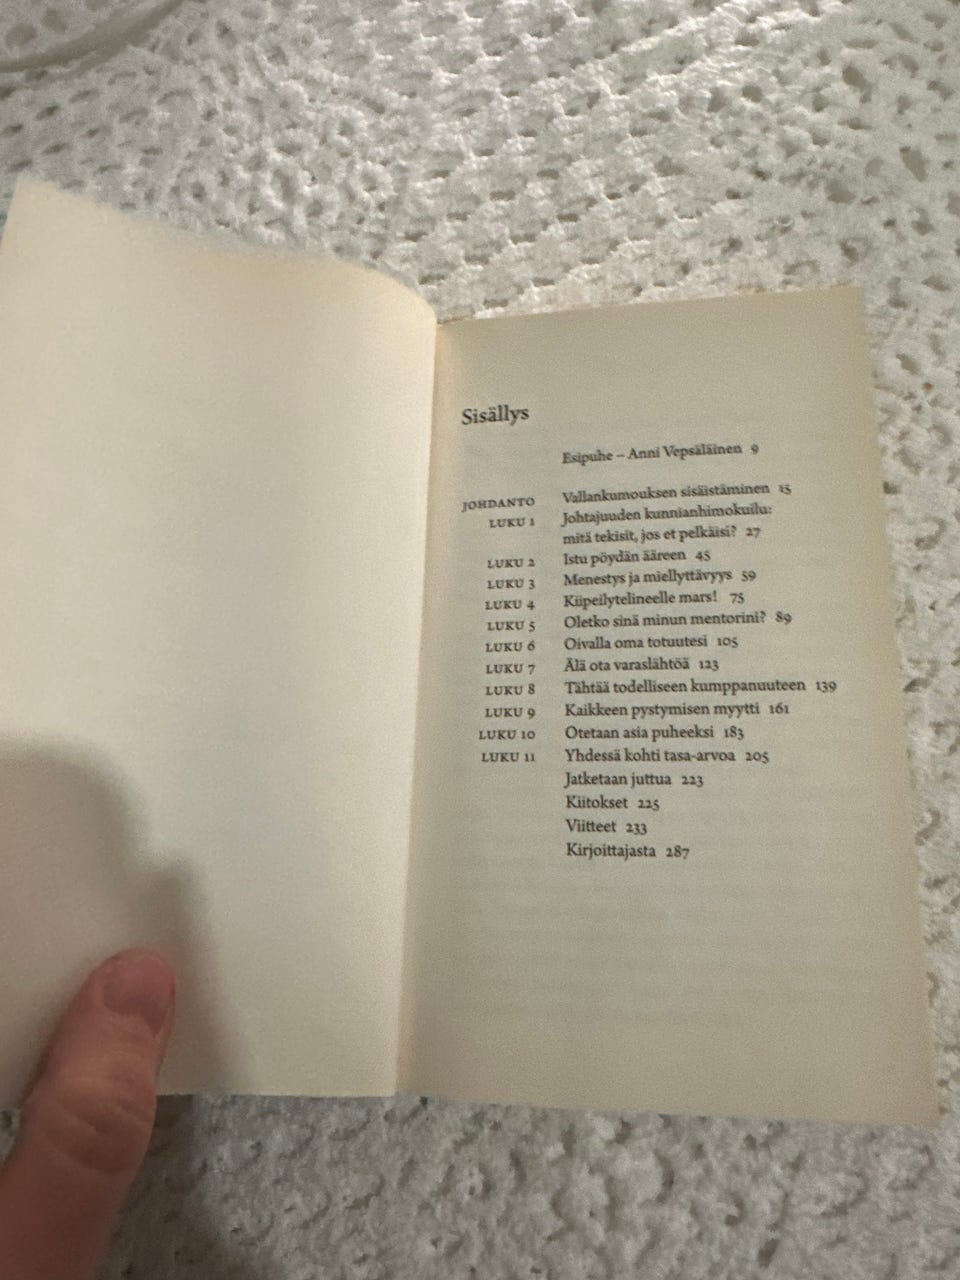 Sisällys
Esipuhe – Anni Vepsäläinen 9
JOHDANTO Vallankumouksen sisäistäminen 15
LUKU 1 Johtajuuden kunnianhimokuilu:
mitä tekisit, jos et pelkäisi? 27
LUKU 2 Istu pöydän ääreen 45
LUKU 3 Menestys ja miellyttävyys 59
LUKU 4 Kiipeilytelineelle mars! 75
LUKU 5 Oletko sinä minun mentorini? 89
LUKU 6 Oivalla oma totuutesi 105
LUKU 7 Älä ota varaslähtöä 123
LUKU 8 Tähtää todelliseen kumppanuuteen 139
LUKU 9 Kaikkeen pystymisen myytti 161
LUKU 10 Otetaan asia puheeksi 183
LUKU 11 Yhdessä kohti tasa-arvoa 205
Jatketaan juttua 223
Kiitokset 225
Viitteet 233
Kirjoittajasta 287